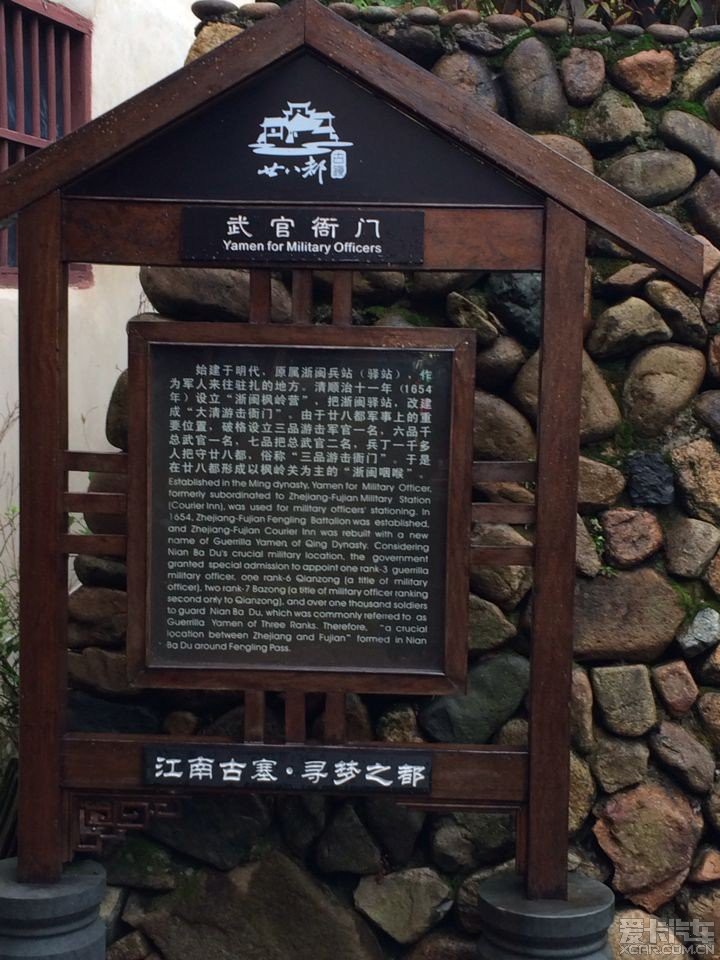 廿八都
古镇
武官衙门
Yamen for Military Officers
始建于明代，原属浙闽兵站（驿站），作
为军人来往驻扎的地方。清顺治十一年（1654
年）设立“浙闽枫岭营”，把浙闽驿站，改建
成“大清游击衙门”。由于廿八都军事上的重
要位置，破格设立三品游击军官一名，六品千
总武官一名，七品把总武官二名，兵丁一千多
人把守廿八都，俗称“三品游击衙门”。于是
在廿八都形成以枫岭关为主的“浙闽咽喉”。
Established in the Ming dynasty, Yamen for Military Officer,
formerly subordinated to Zhejiang-Fujian Military Station
(Courier Inn), was used for military officers' stationing. In
1654, Zhejiang-Fujian Fengling Battalion was established,
and Zhejiang-Fujian Courier Inn was rebuilt with a new
name of Guerrilla Yamen of Qing Dynasty. Considering
Nian Ba Du's crucial military location, the government
granted special admission to appoint one rank-3 guerrilla
military officer, one rank-6 Qianzong (a title of military
officer), two rank-7 Bazong (a title of military officer ranking
second only to Qianzong), and over one thousand soldiers
to guard Nian Ba Du, which was commonly referred to as
Guerrilla Yamen of Three Ranks. Therefore, "a crucial
location between Zhejiang and Fujian" formed in Nian
Ba Du around Fengling Pass.
江南古塞·寻梦之都
爱卡汽车
XCAR.COM.CN